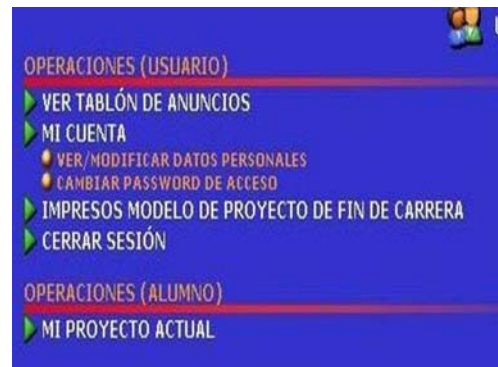 OPERACIONES (USUARIO)
VER TABLÓN DE ANUNCIOS
MI CUENTA
VER/MODIFICAR DATOS PERSONALES
CAMBIAR PASSWORD DE ACCESO
IMPRESOS MODELO DE PROYECTO DE FIN DE CARRERA
CERRAR SESIÓN
OPERACIONES (ALUMNO)
MI PROYECTO ACTUAL